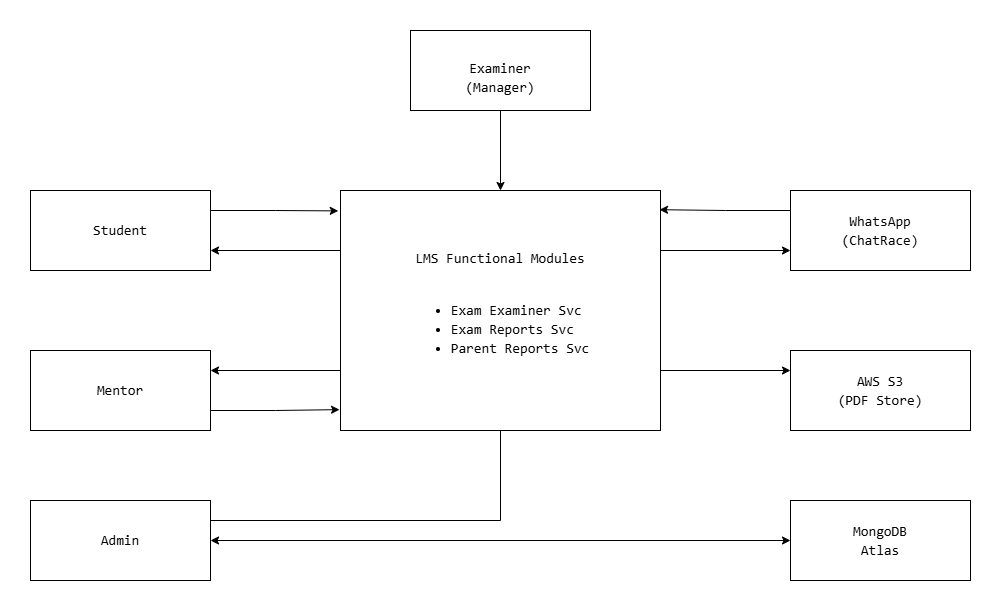 Examiner
(Manager)
Student
WhatsApp
(ChatRace)
LMS Functional Modules
• Exam Examiner Svc
• Exam Reports Svc
• Parent Reports Svc
Mentor
AWS S3
(PDF Store)
Admin
MongoDB
Atlas